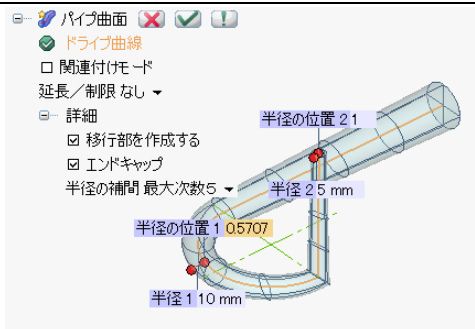 パイプ曲面
ドライブ曲線
関連付けモード
延長／制限 なし
詳細
移行部を作成する
エンドキャップ
半径の補間 最大次数5
半径の位置 2 1
半径 2 5 mm
半径の位置 1 0.5707
半径 1 10 mm